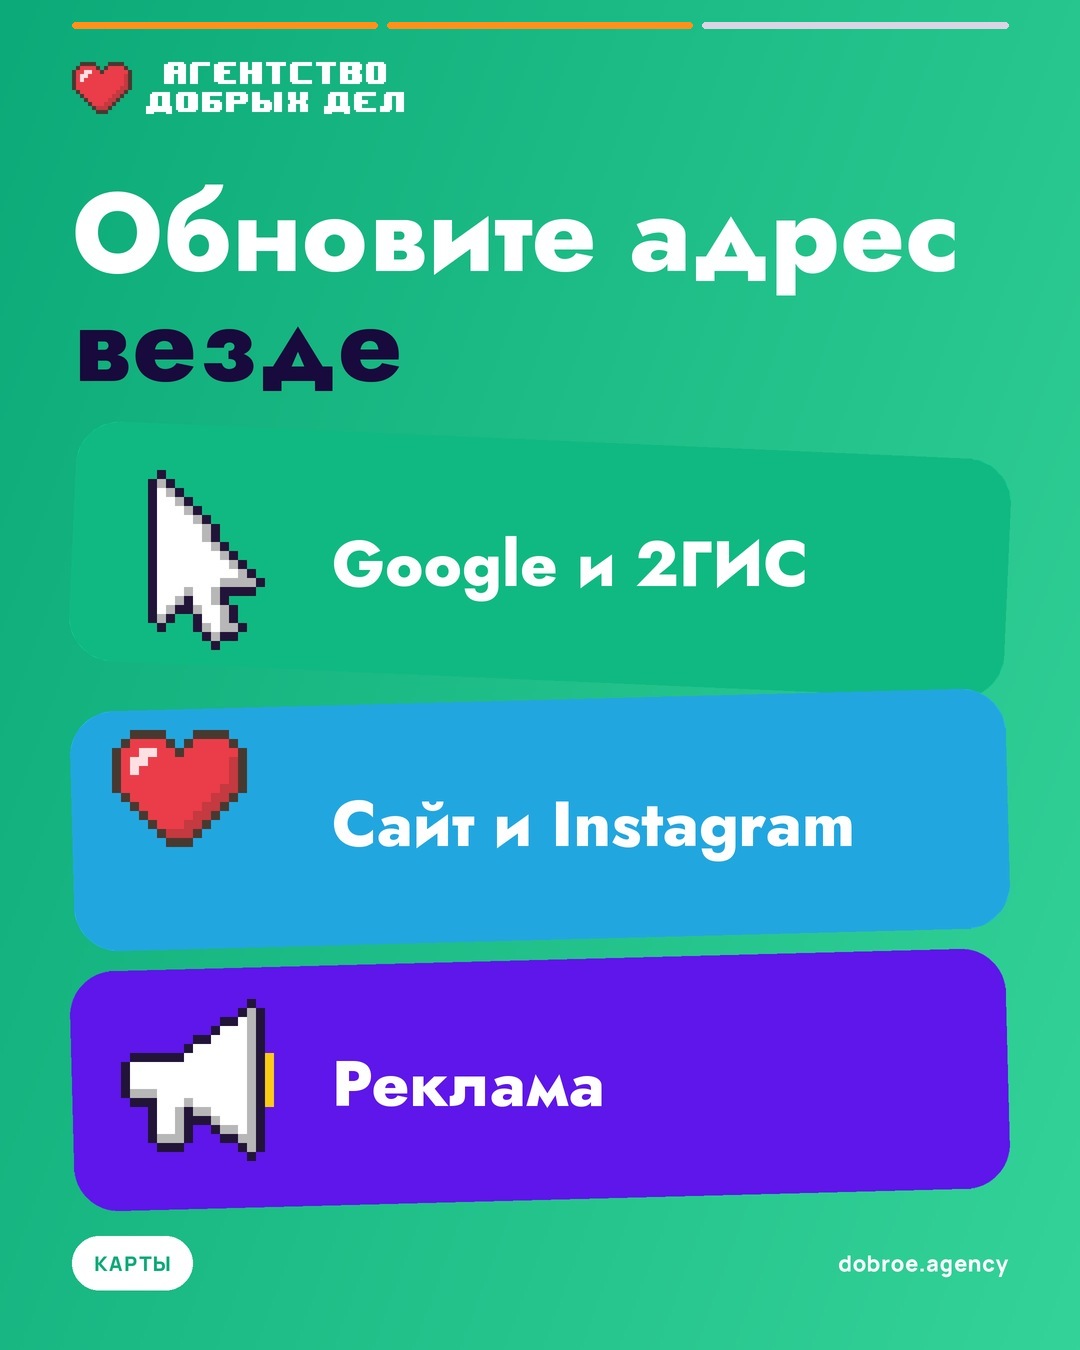 АГЕНТСТВО
ДОБРЫХ ДЕЛ
Обновите адрес
везде
Google и 2ГИС
Сайт и Instagram
Реклама
КАРТЫ
dobroe.agency